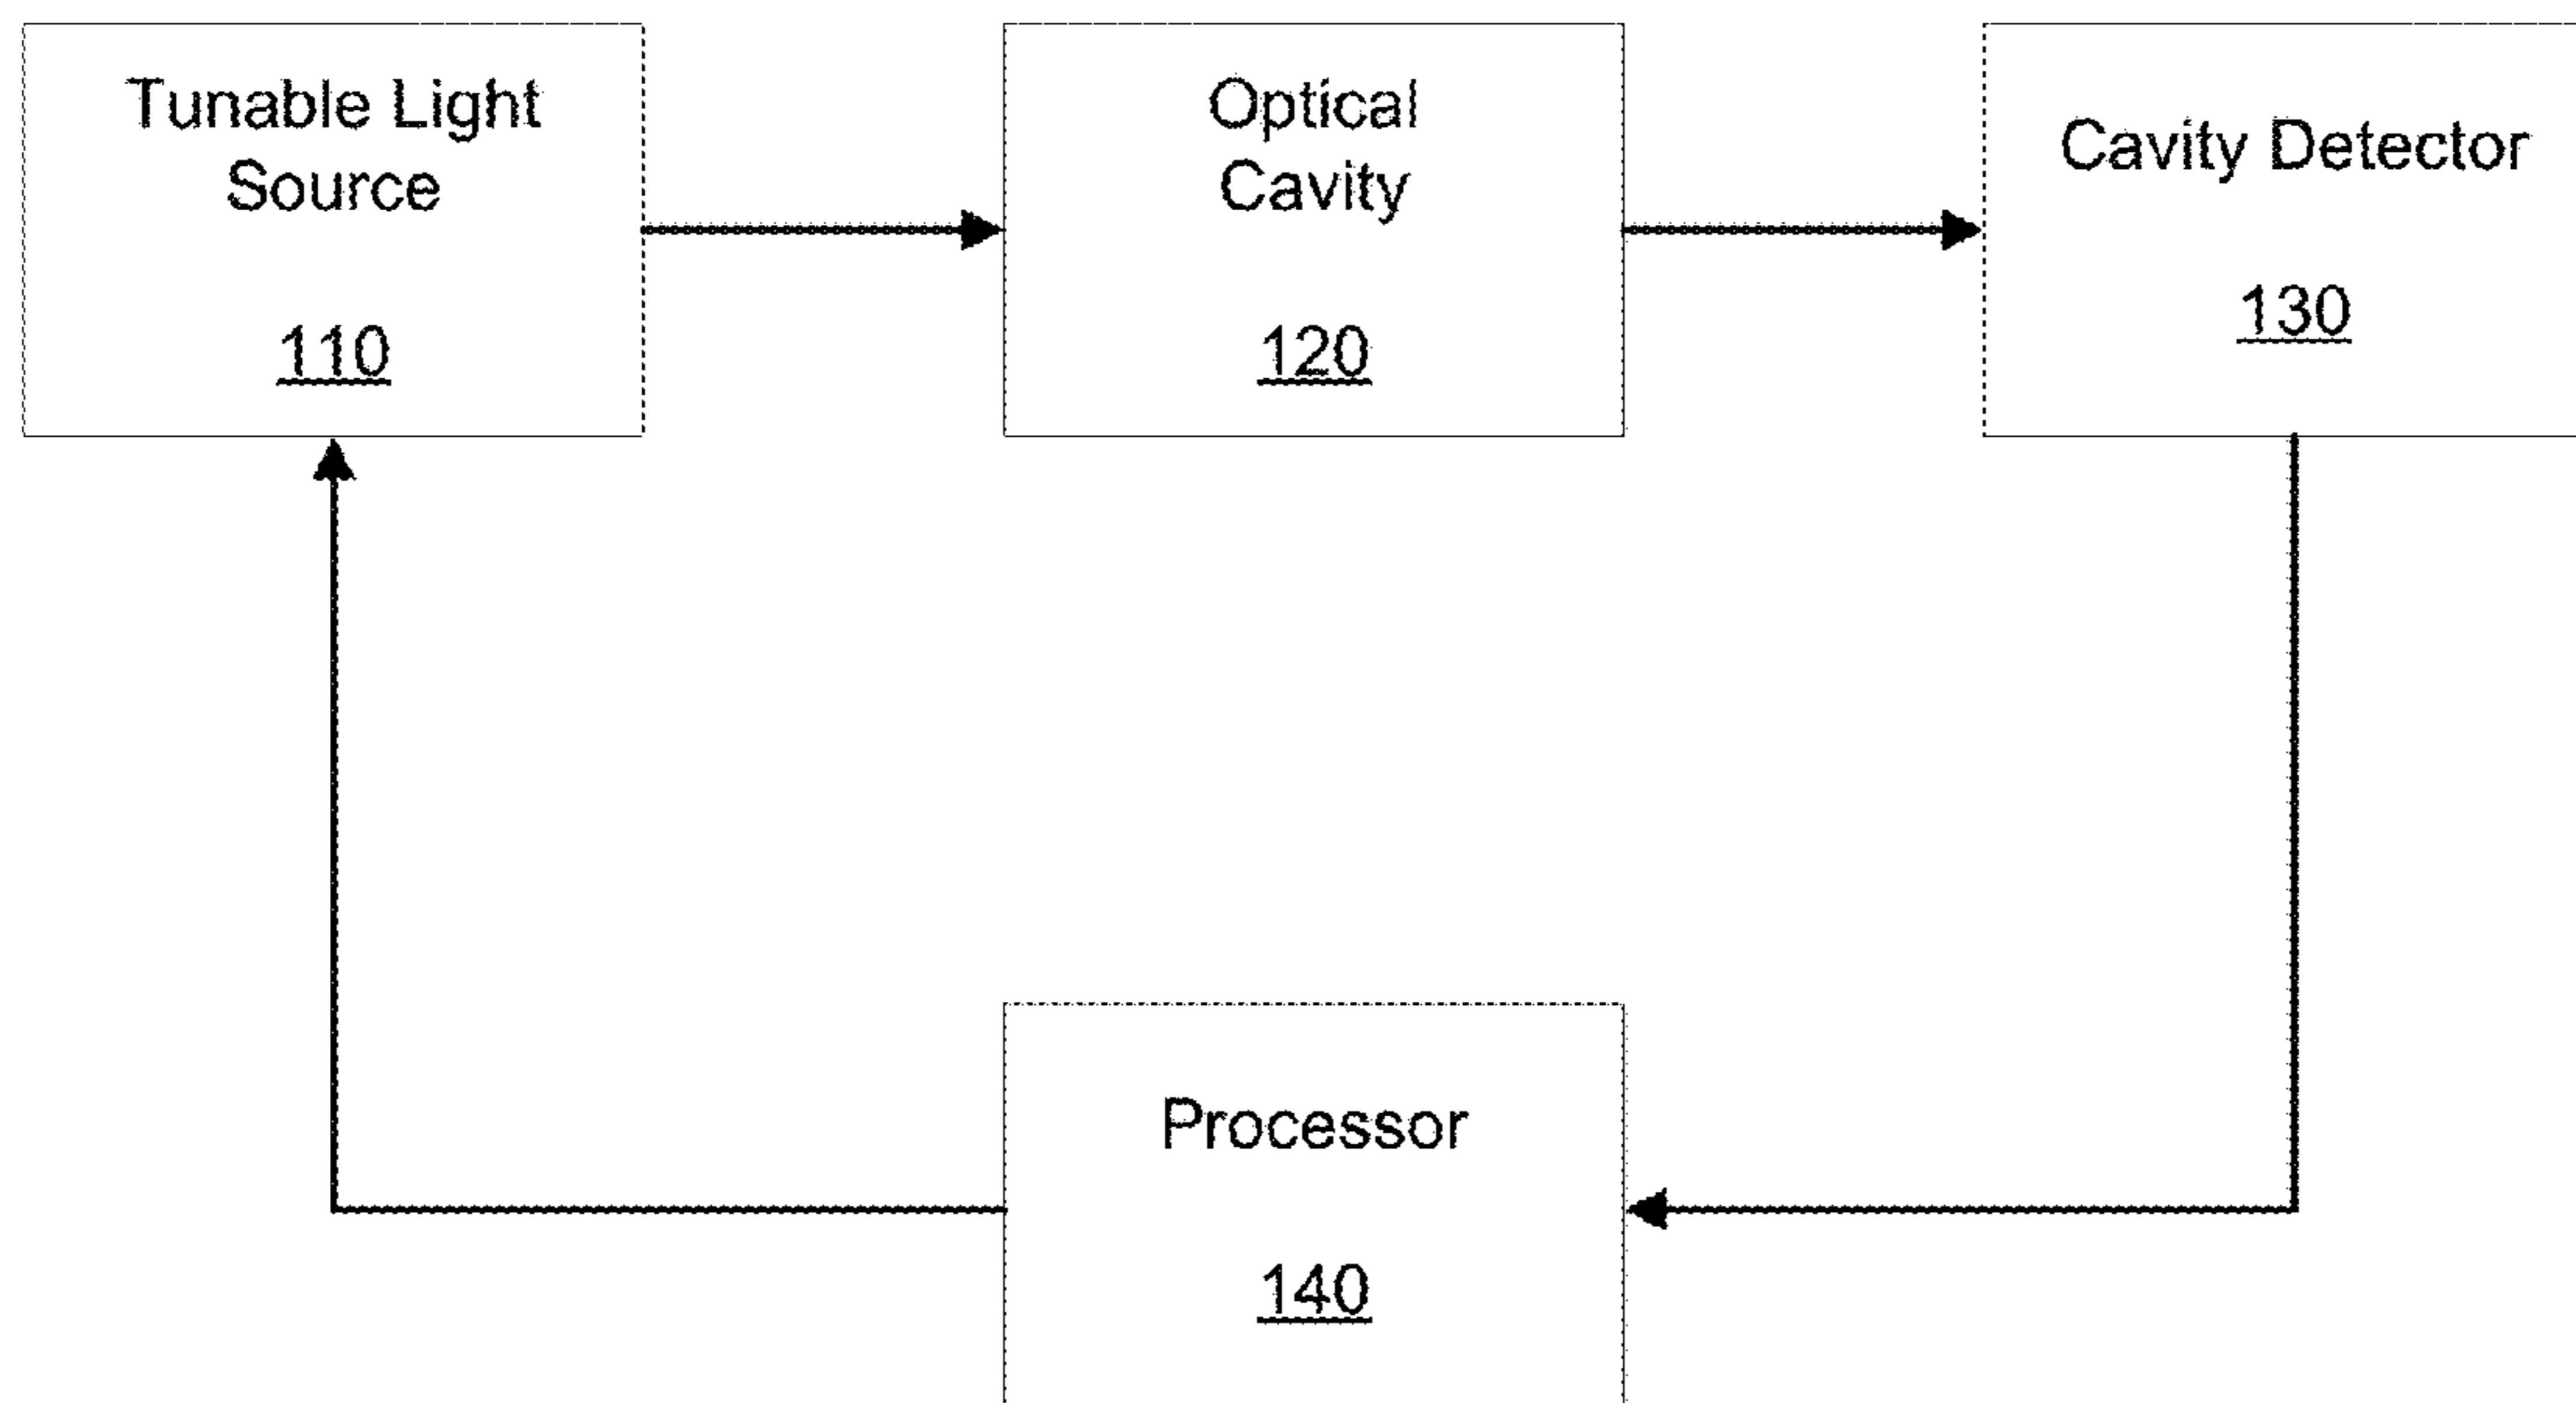 Tunable Light
Source
110
Optical
Cavity
120
Cavity Detector
130
Processor
140